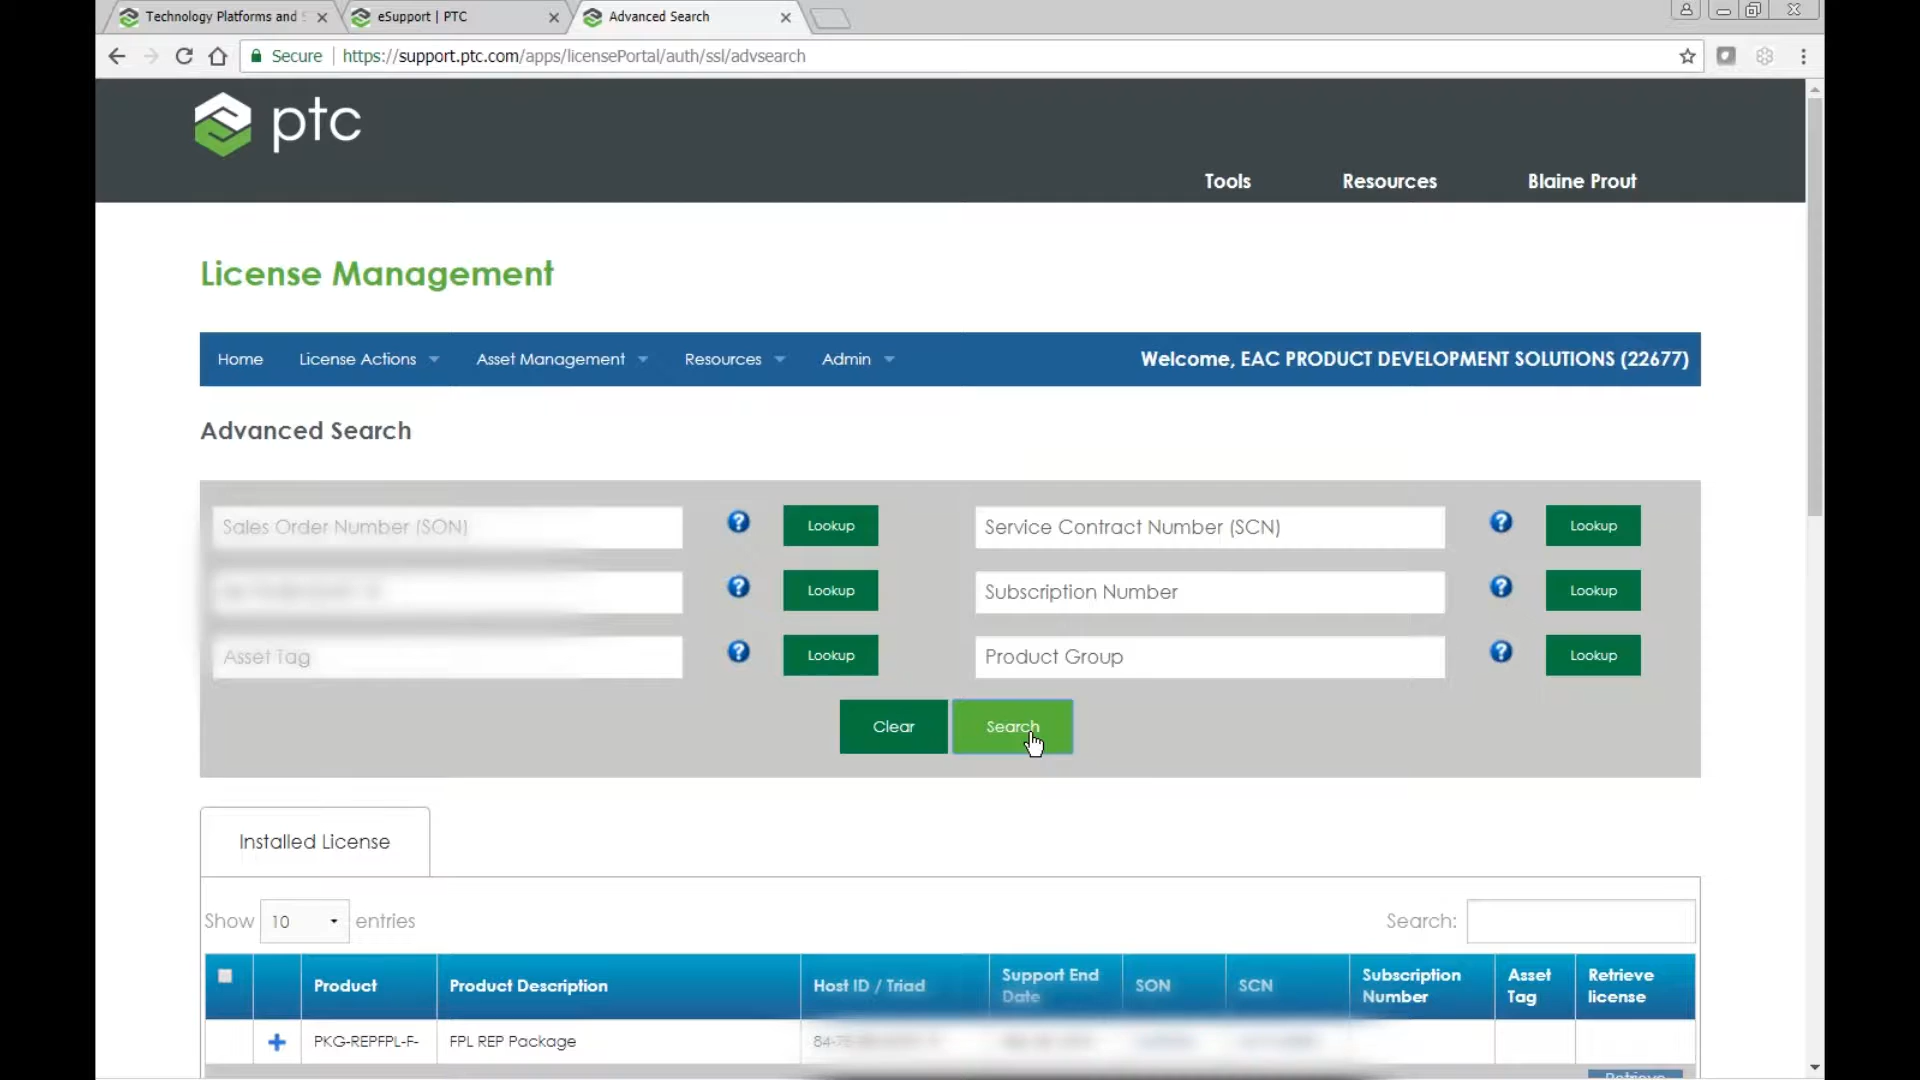 Technology Platforms and
eSupport | PTC
Advanced Search
Secure
https://support.ptc.com/apps/licensePortal/auth/ssl/advsearch
ptc
Tools
Resources
Blaine Prout
License Management
Home
License Actions
Asset Management
Resources
Admin
Welcome, EAC PRODUCT DEVELOPMENT SOLUTIONS (22677)
Advanced Search
Sales Order Number (SON)
?
Lookup
Service Contract Number (SCN)
?
Lookup
?
Lookup
Subscription Number
?
Lookup
Asset Tag
?
Lookup
Product Group
?
Lookup
Clear
Search
Installed License
Show 10 entries
Search:
Product
Product Description
Host ID / Triad
Support End
Date
SON
SCN
Subscription
Number
Asset
Tag
Retrieve
license
PKG-REPFPL-F-
FPL REP Package
Retrieve